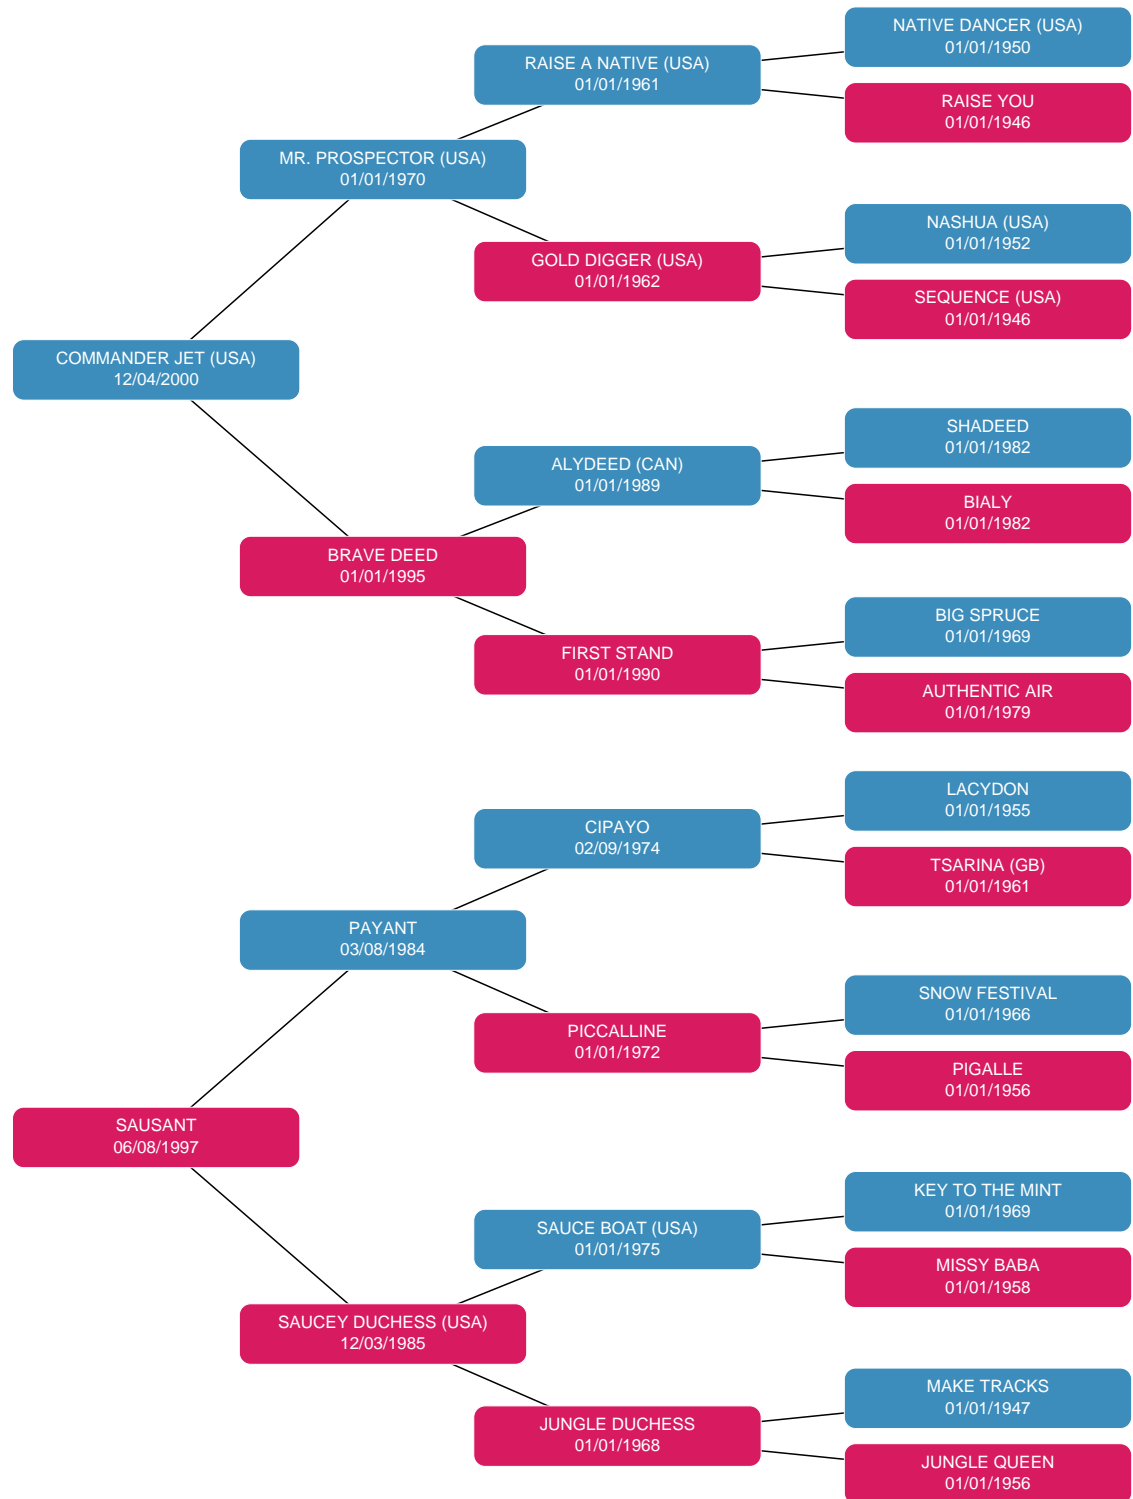 NATIVE DANCER (USA)
01/01/1950
RAISE A NATIVE (USA)
01/01/1961
RAISE YOU
01/01/1946
MR. PROSPECTOR (USA)
01/01/1970
NASHUA (USA)
01/01/1952
GOLD DIGGER (USA)
01/01/1962
SEQUENCE (USA)
01/01/1946
COMMANDER JET (USA)
12/04/2000
SHADEED
01/01/1982
ALYDEED (CAN)
01/01/1989
BIALY
01/01/1982
BRAVE DEED
01/01/1995
BIG SPRUCE
01/01/1969
FIRST STAND
01/01/1990
AUTHENTIC AIR
01/01/1979
LACYDON
01/01/1955
CIPAYO
02/09/1974
TSARINA (GB)
01/01/1961
PAYANT
03/08/1984
SNOW FESTIVAL
01/01/1966
PICCALLINE
01/01/1972
PIGALLE
01/01/1956
SAUSANT
06/08/1997
KEY TO THE MINT
01/01/1969
SAUCE BOAT (USA)
01/01/1975
MISSY BABA
01/01/1958
SAUCEY DUCHESS (USA)
12/03/1985
MAKE TRACKS
01/01/1947
JUNGLE DUCHESS
01/01/1968
JUNGLE QUEEN
01/01/1956